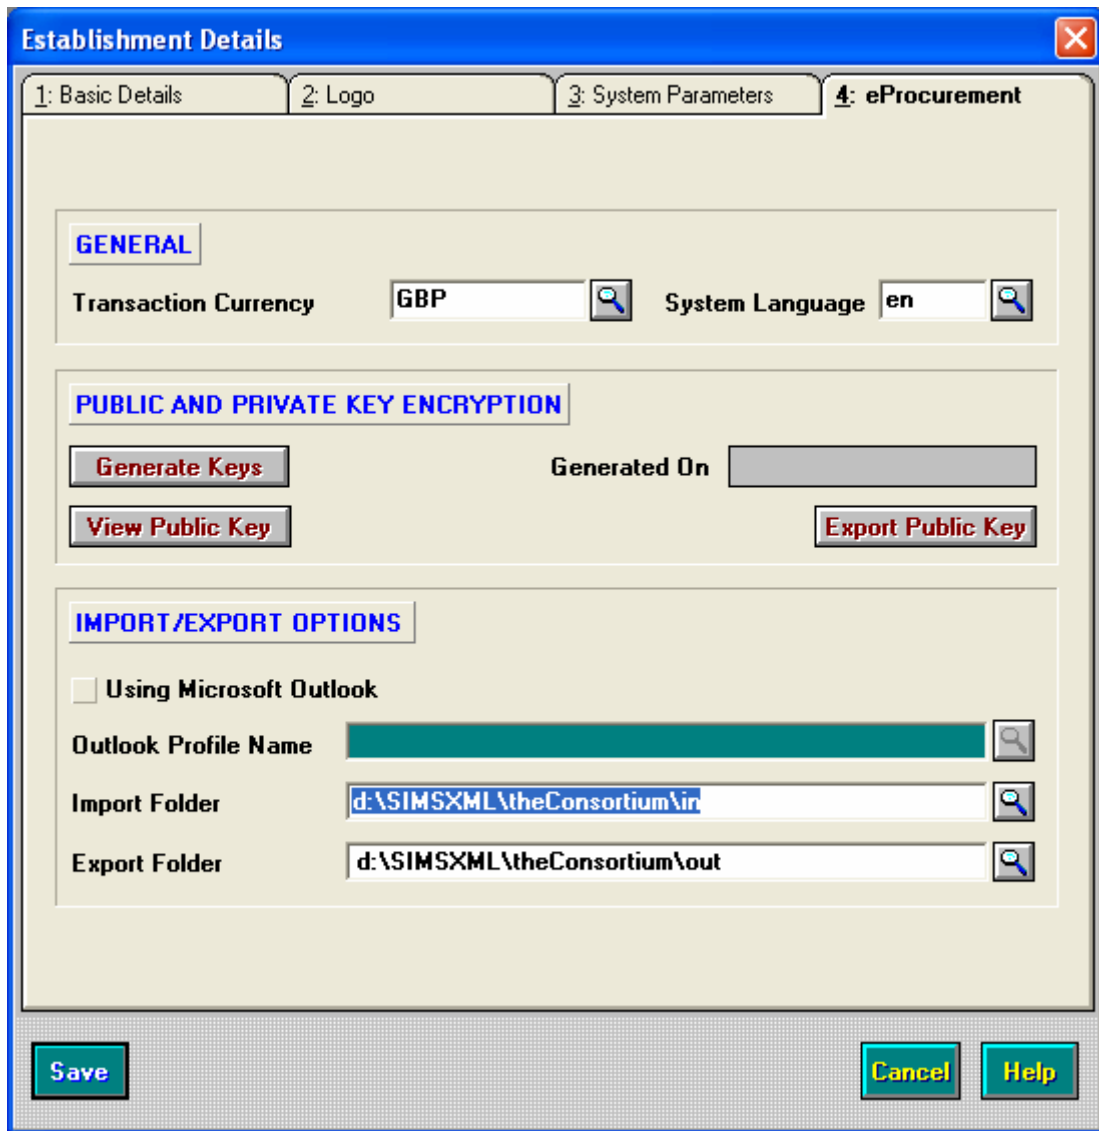 Establishment Details
1: Basic Details 2: Logo 3: System Parameters 4: eProcurement
GENERAL
Transaction Currency GBP System Language en
PUBLIC AND PRIVATE KEY ENCRYPTION
Generate Keys Generated On
View Public Key Export Public Key
IMPORT/EXPORT OPTIONS
Using Microsoft Outlook
Outlook Profile Name
Import Folder d:\SIMSXML\theConsortium\in
Export Folder d:\SIMSXML\theConsortium\out
Save Cancel Help